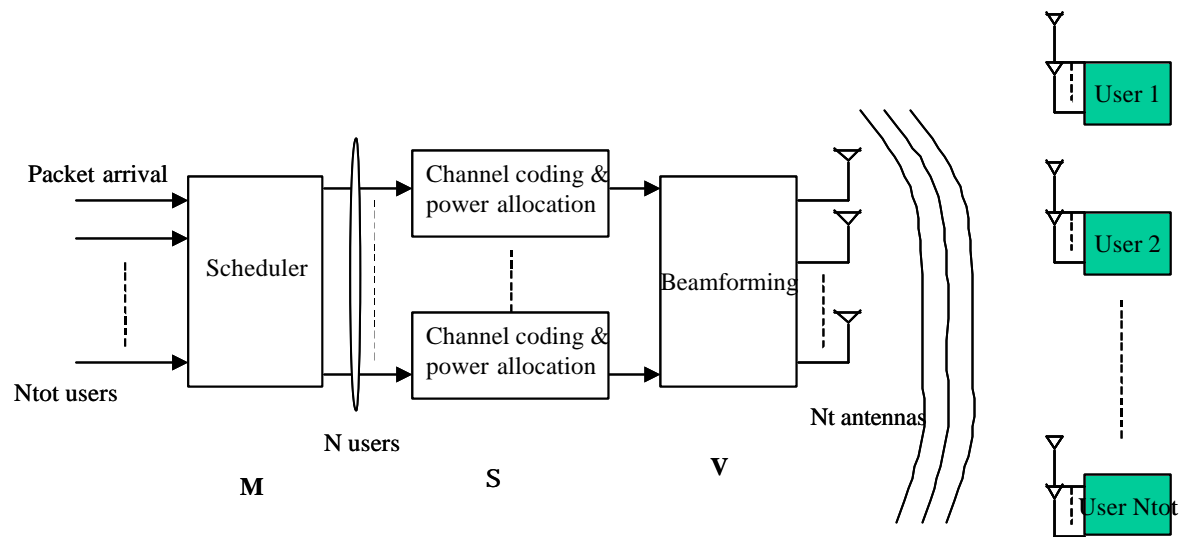 Packet arrival
Ntot users
Scheduler
M
N users
Channel coding &
power allocation
Channel coding &
power allocation
S
Beamforming
V
Nt antennas
User 1
User 2
User Ntot